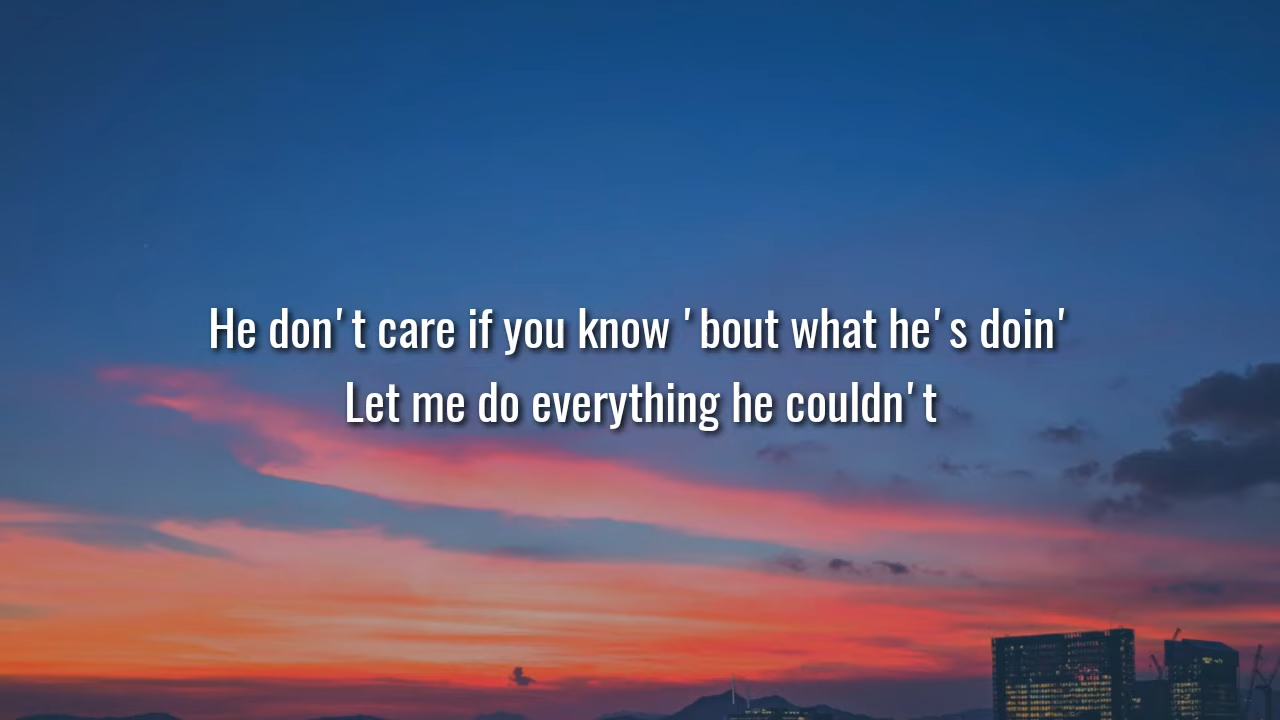 He don't care if you know 'bout what he's doin'
Let me do everything he couldn't